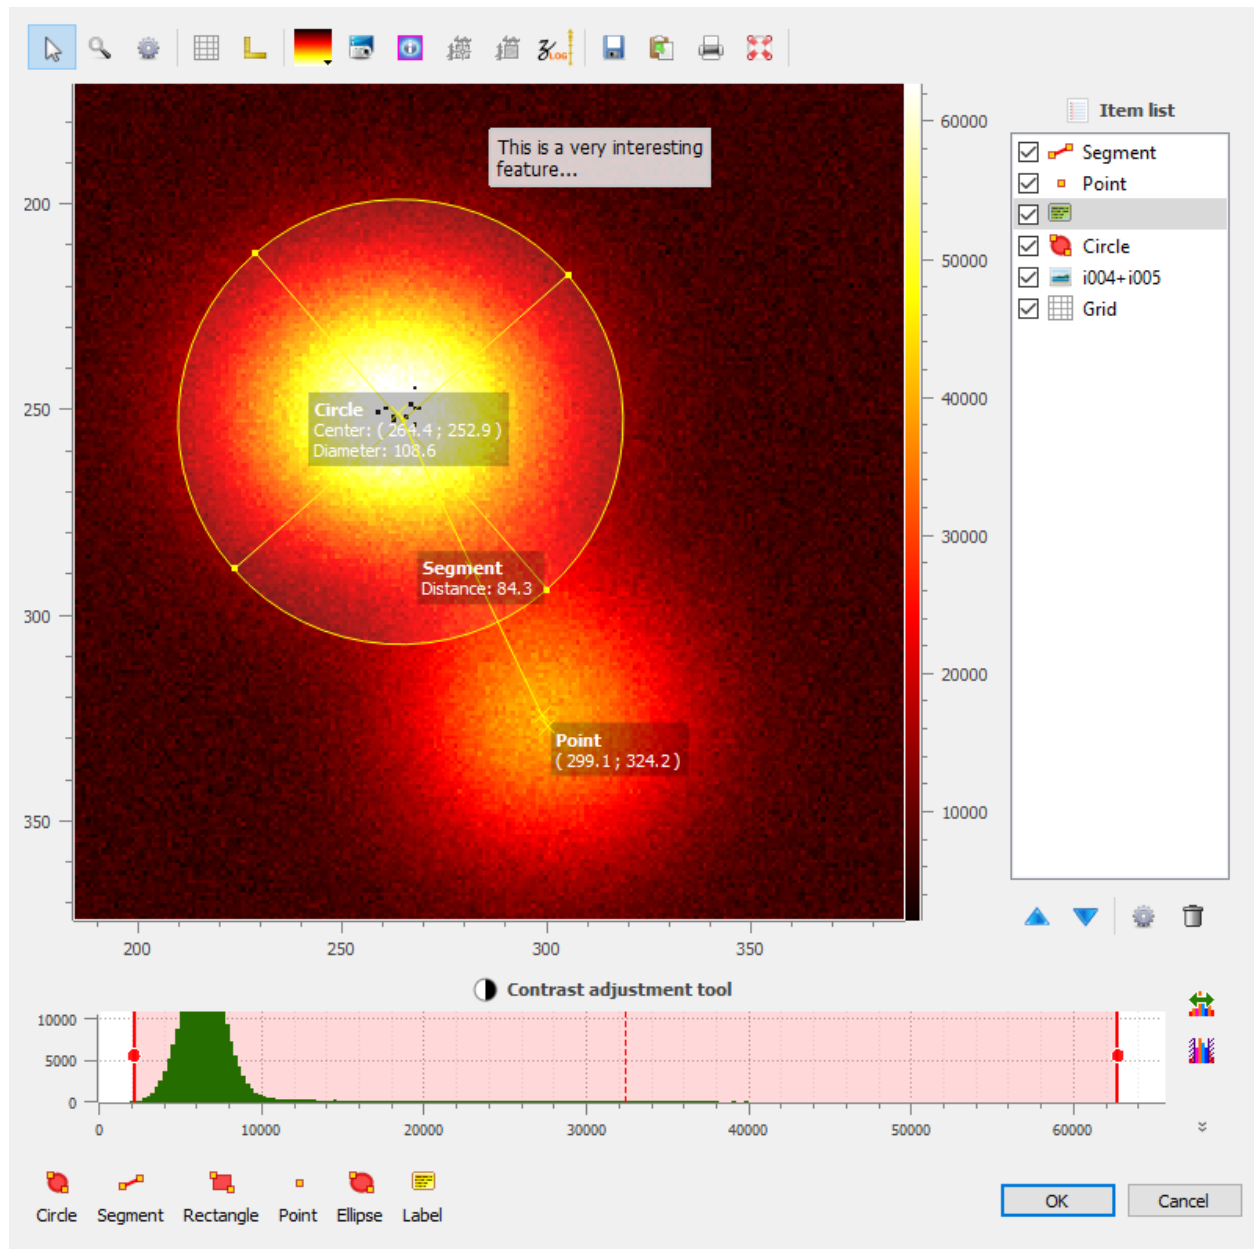 LOG
Item list
Segment
Point
Circle
i004+i005
Grid
This is a very interesting
feature...
Circle
Center: ( 264.4 ; 252.9 )
Diameter: 108.6
Segment
Distance: 84.3
Point
( 299.1 ; 324.2 )
200
250
300
350
200
250
300
350
60000
50000
40000
30000
20000
10000
Contrast adjustment tool
10000
5000
0
0
10000
20000
30000
40000
50000
60000
Circle
Segment
Rectangle
Point
Ellipse
Label
OK
Cancel